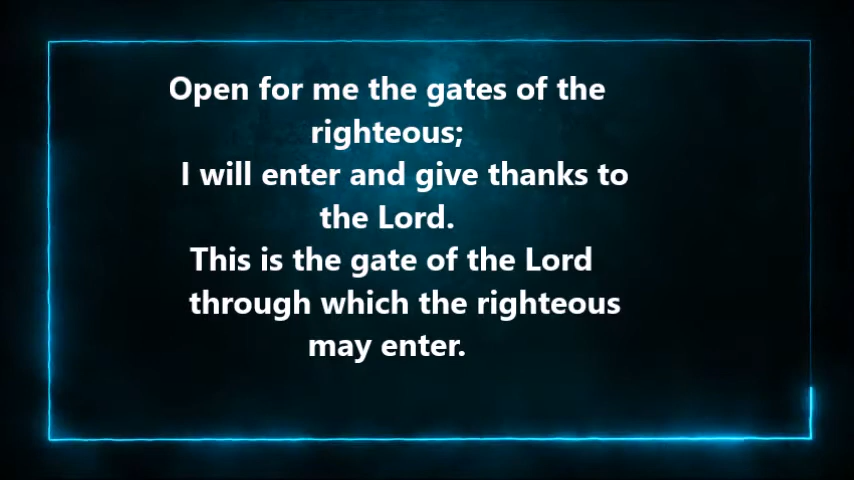 Open for me the gates of the
righteous;
I will enter and give thanks to
the Lord.
This is the gate of the Lord
through which the righteous
may enter.